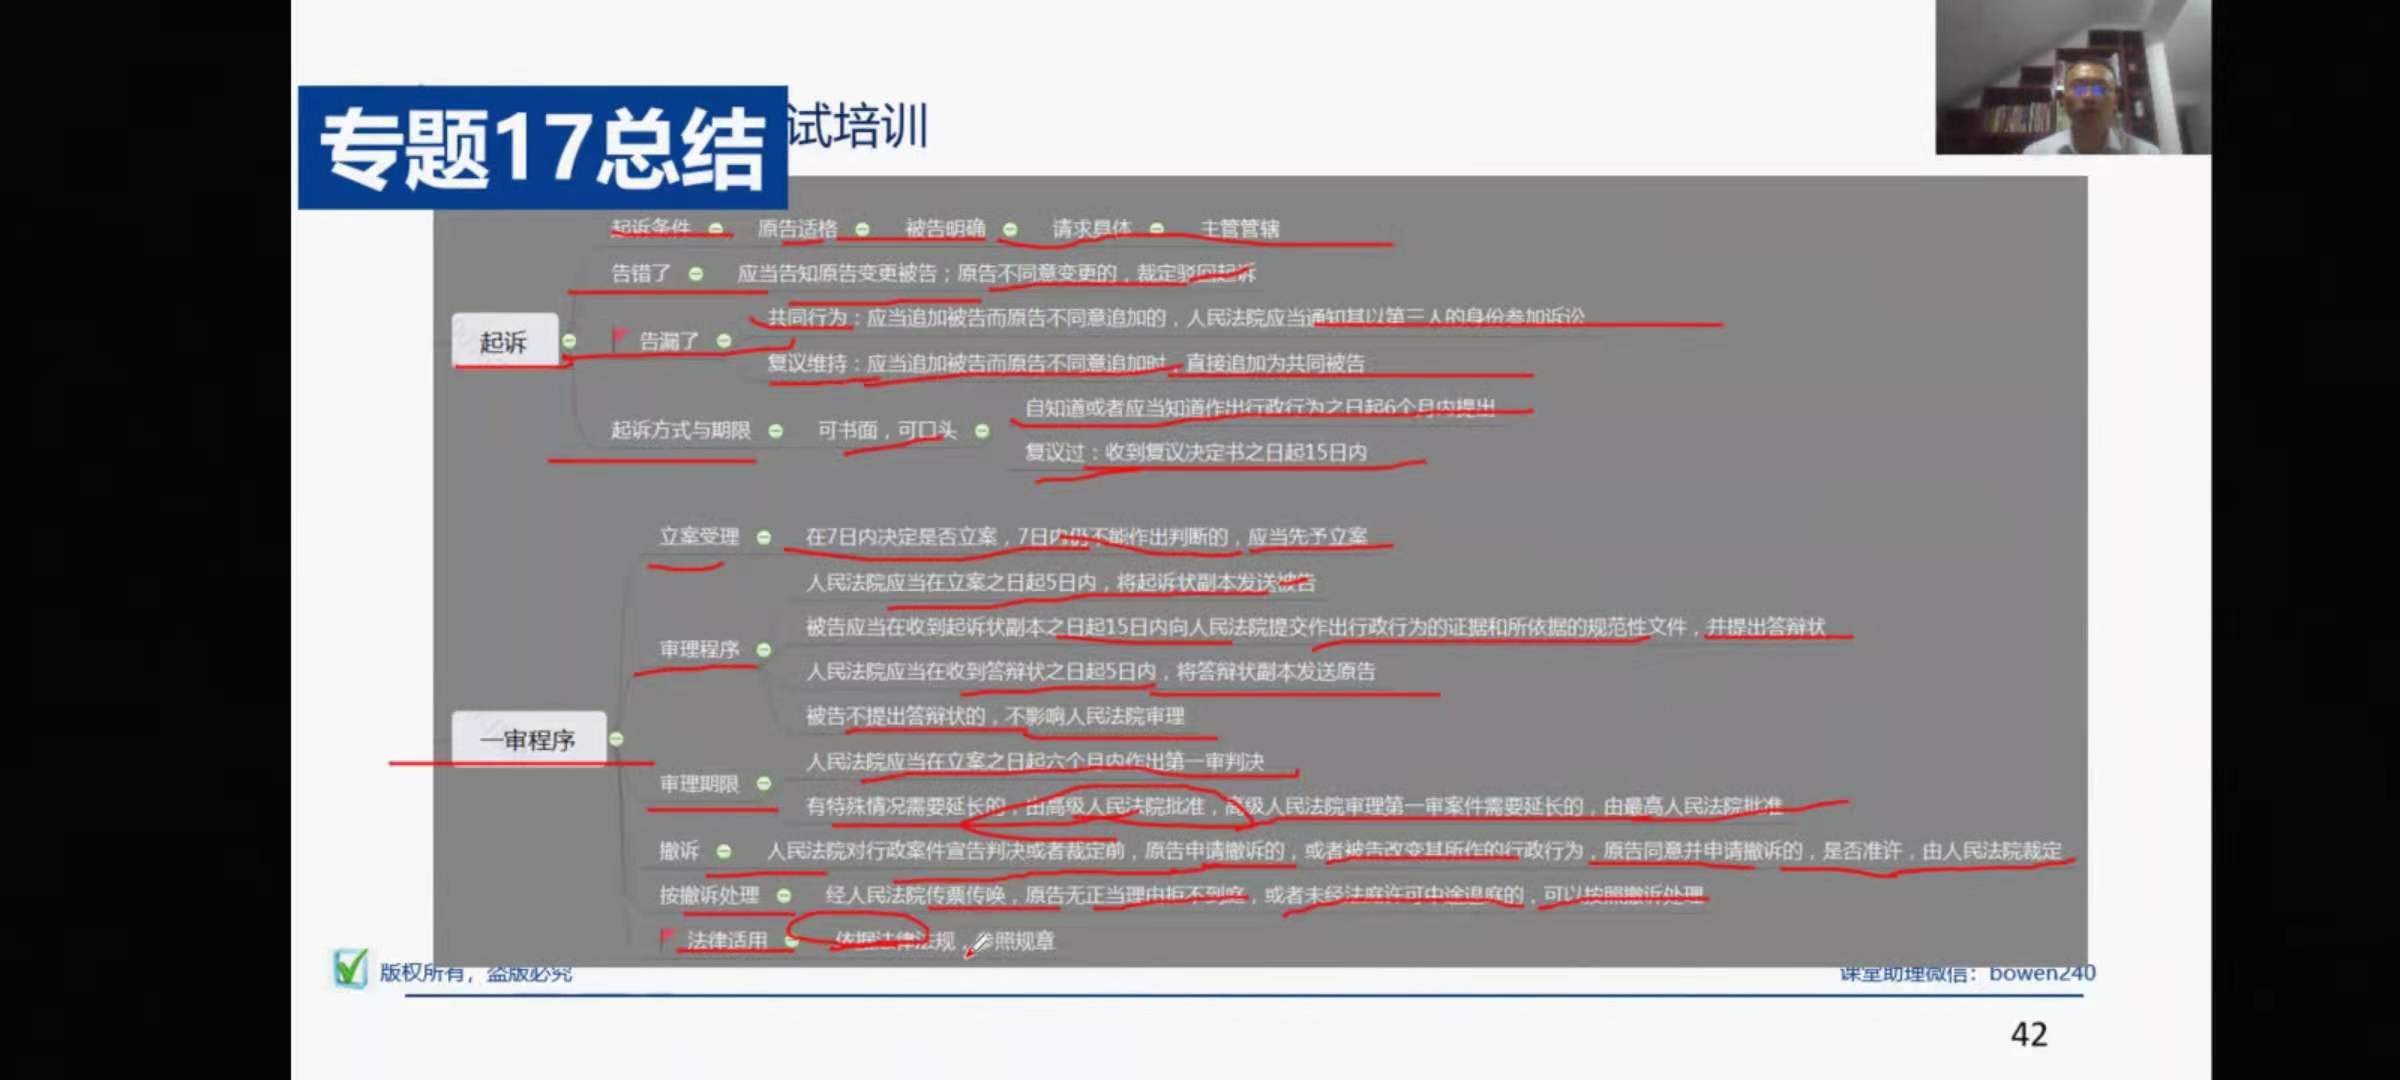 专题17总结
试培训
起诉条件 原告适格 被告明确 请求具体 主管管辖
告错了 应当告知原告变更被告；原告不同意变更的，裁定驳回起诉
起诉
告漏了
共同行为：应当追加被告而原告不同意追加的，人民法院应当通知其以第三人的身份参加诉讼
复议维持：应当追加被告而原告不同意追加时，直接追加为共同被告
起诉方式与期限 可书面，可口头
自知道或者应当知道作出行政行为之日起6个月内提出
复议过：收到复议决定书之日起15日内
一审程序
立案受理 在7日内决定是否立案，7日内仍不能作出判断的，应当先予立案
审理程序
人民法院应当在立案之日起5日内，将起诉状副本发送被告
被告应当在收到起诉状副本之日起15日内向人民法院提交作出行政行为的证据和所依据的规范性文件，并提出答辩状
人民法院应当在收到答辩状之日起5日内，将答辩状副本发送原告
被告不提出答辩状的，不影响人民法院审理
审理期限
人民法院应当在立案之日起六个月内作出第一审判决
有特殊情况需要延长的，由高级人民法院批准，高级人民法院审理第一审案件需要延长的，由最高人民法院批准
撤诉 人民法院对行政案件宣告判决或者裁定前，原告申请撤诉的，或者被告改变其所作的行政行为，原告同意并申请撤诉的，是否准许，由人民法院裁定
按撤诉处理 经人民法院传票传唤，原告无正当理由拒不到庭，或者未经法庭许可中途退庭的，可以按照撤诉处理
法律适用 依据法律法规，参照规章
版权所有，盗版必究
课堂助理微信：bowen240
42